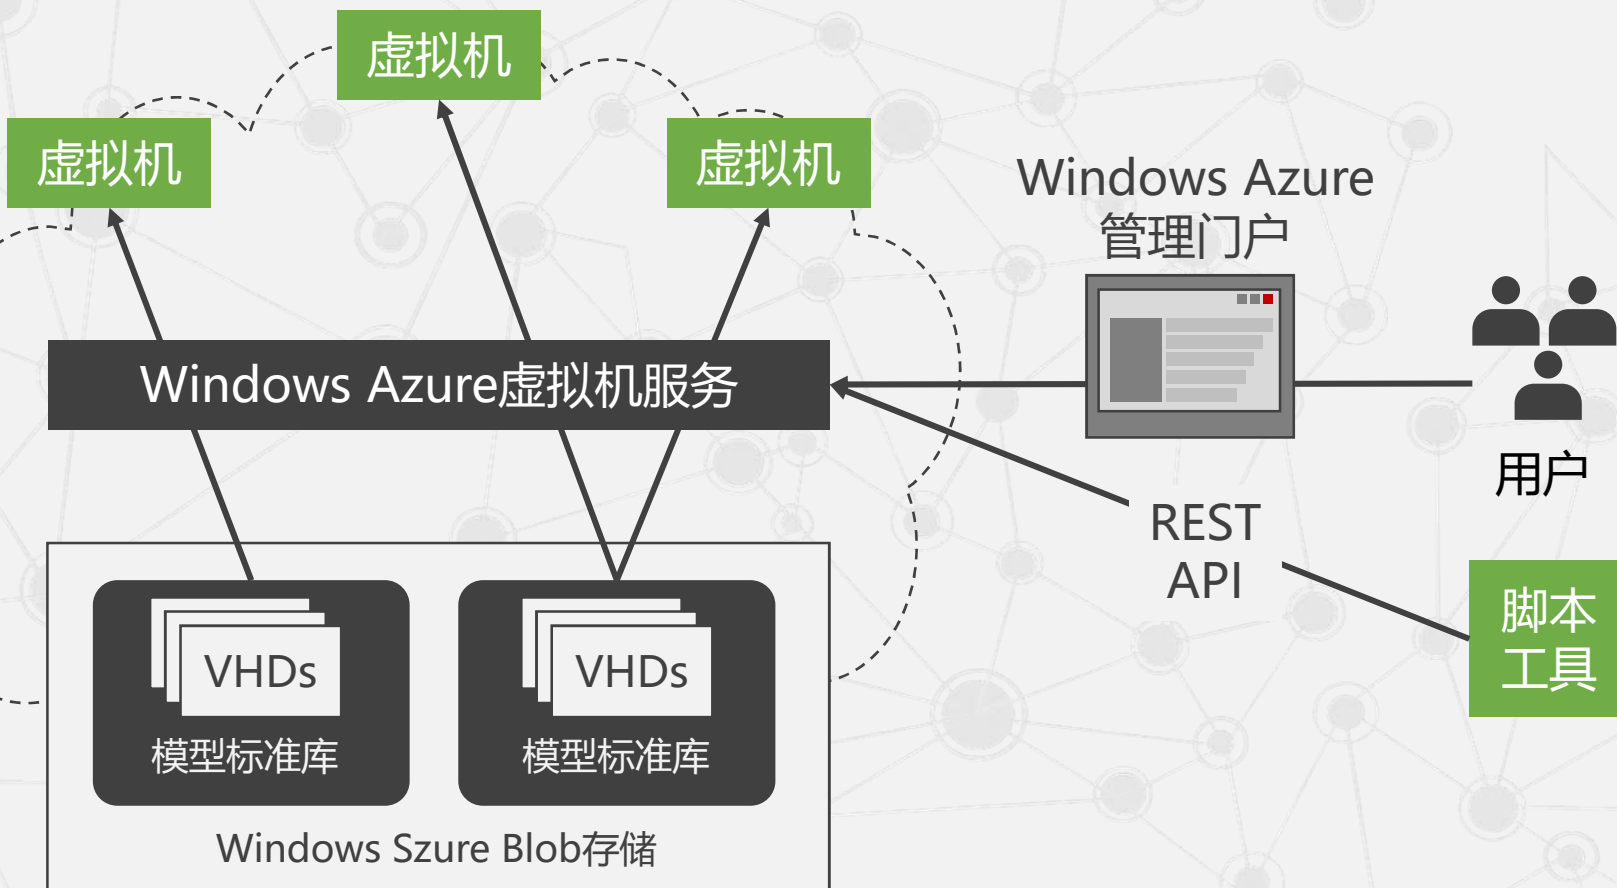 虚拟机
虚拟机
虚拟机
Windows Azure
管理门户
Windows Azure虚拟机服务
用户
REST
API
脚本
工具
VHDs
模型标准库
VHDs
模型标准库
Windows Szure Blob存储